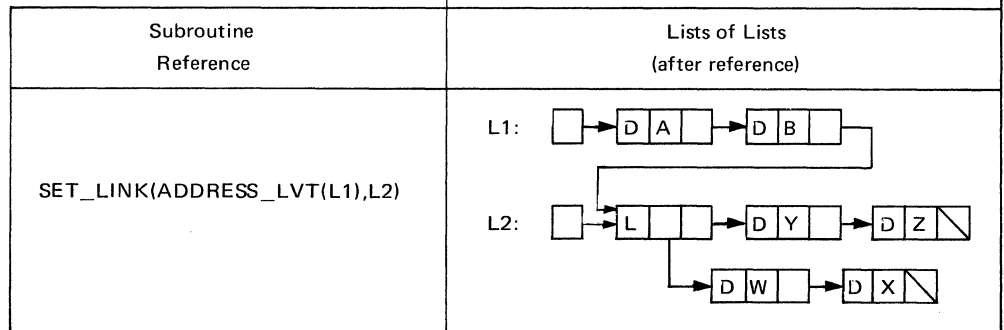 Subroutine
Reference
Lists of Lists
(after reference)
SET_LINK(ADDRESS_LVT(L1),L2)
L1:
D A
D B
L2:
L
D Y
D Z
D W
D X